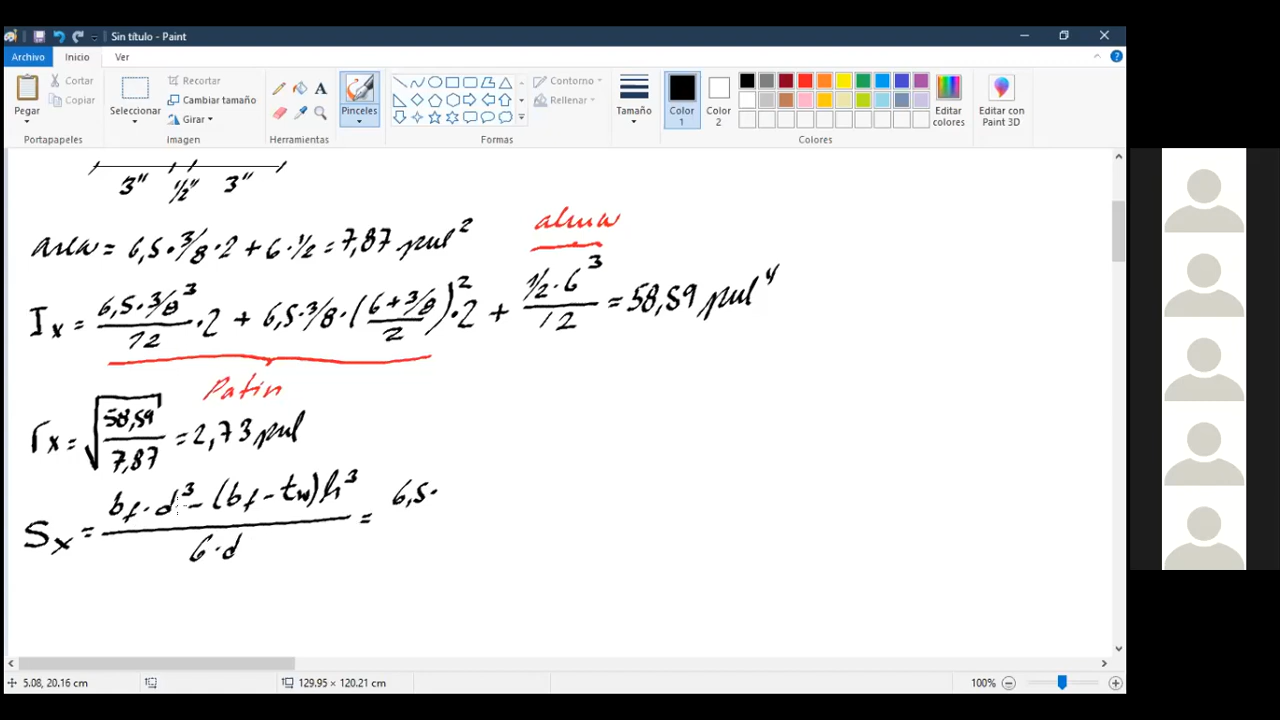 Sin título - Paint
Archivo Inicio Ver
Pegar
Cortar
Copiar
Portapapeles
Seleccionar
Recortar
Cambiar tamaño
Girar
Imagen
A
Herramientas
Pinceles
Contorno
Rellenar
Formas
Tamaño
Color 1
Color 2
Editar colores
Editar con Paint 3D
Colores
3" 1/2" 3"
area = 6,5·3/8·2 + 6·1/2 = 7,87 pul²
alma
Ix = 6,5·3/8³/12·2 + 6,5·3/8·(6+3/8/2)²·2 + 1/2·6³/12 = 58,59 pul⁴
Patin
rx = √58,59/7,87 = 2,73 pul
Sx = bf·d³-(bf-tw)h³/6·d = 6,5·
5.08, 20.16 cm 129.95 × 120.21 cm 100%